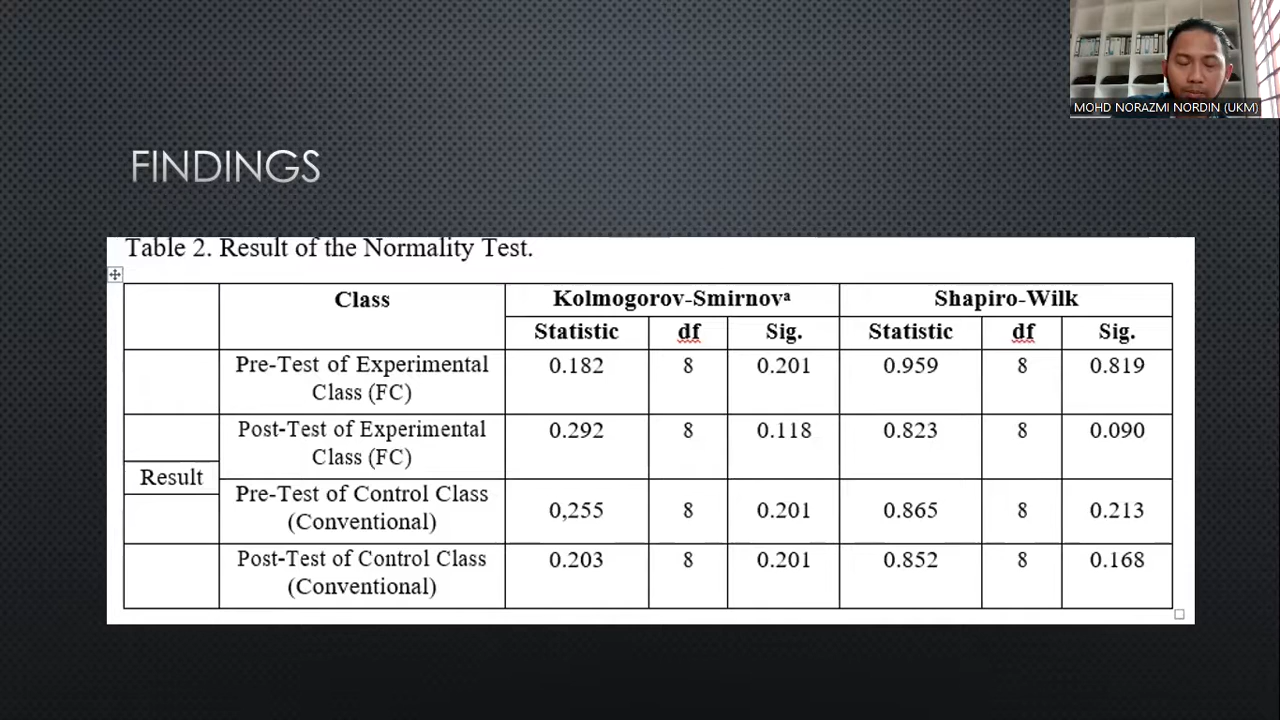 MOHD NORAZMI NORDIN (UKM)
FINDINGS
Table 2. Result of the Normality Test.
Class Kolmogorov-Smirnovᵃ Shapiro-Wilk
Statistic df Sig. Statistic df Sig.
Pre-Test of Experimental
Class (FC) 0.182 8 0.201 0.959 8 0.819
Post-Test of Experimental
Class (FC) 0.292 8 0.118 0.823 8 0.090
Result
Pre-Test of Control Class
(Conventional) 0,255 8 0.201 0.865 8 0.213
Post-Test of Control Class
(Conventional) 0.203 8 0.201 0.852 8 0.168